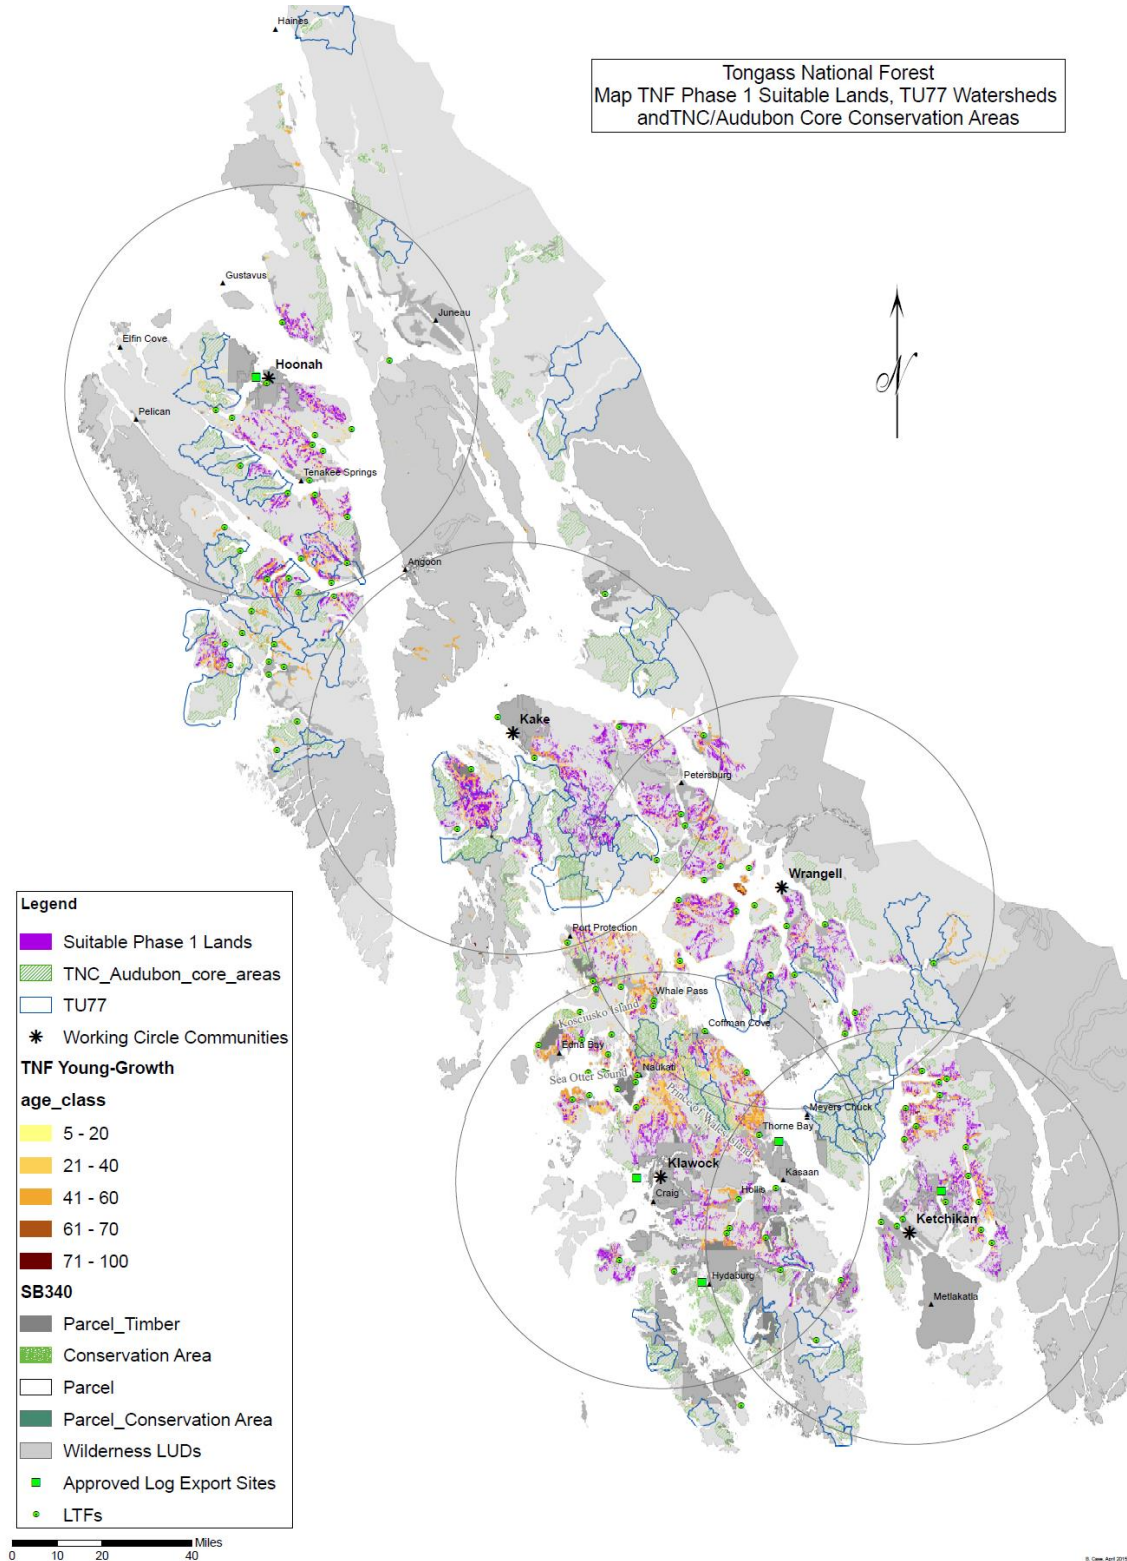 Haines
Tongass National Forest
Map TNF Phase 1 Suitable Lands, TU77 Watersheds
andTNC/Audubon Core Conservation Areas
Gustavus
Juneau
Elfin Cove
Hoonah
N
Pelican
Tenakee Springs
Angoon
Kake
Petersburg
Wrangell
Port Protection
Whale Pass
Kosciusko Island
Coffman Cove
Edna Bay
Sea Otter Sound
Naukati
Prince of Wales Island
Meyers Chuck
Thorne Bay
Klawock
Kasaan
Craig
Hollis
Ketchikan
Hydaburg
Metlakatla
Legend
Suitable Phase 1 Lands
TNC_Audubon_core_areas
TU77
Working Circle Communities
TNF Young-Growth
age_class
5 - 20
21 - 40
41 - 60
61 - 70
71 - 100
SB340
Parcel_Timber
Conservation Area
Parcel
Parcel_Conservation Area
Wilderness LUDs
Approved Log Export Sites
LTFs
Miles
0 10 20 40